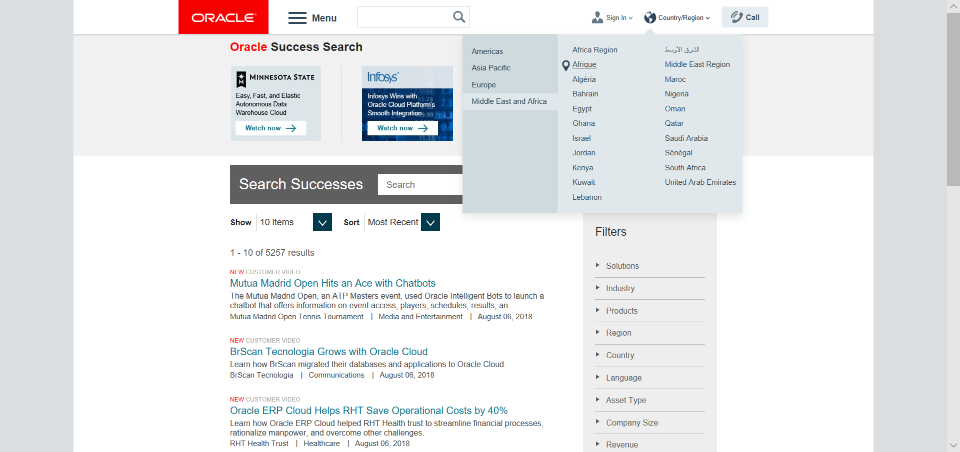 ORACLE
Menu
Sign In
Country/Region
Call
Oracle Success Search
MINNESOTA STATE
Easy, Fast, and Elastic
Autonomous Data
Warehouse Cloud
Watch now
Infosys
Infosys Wins with
Oracle Cloud Platform's
Smooth Integration
Watch now
Americas
Asia Pacific
Europe
Middle East and Africa
Africa Region
Afrique
Algéria
Bahrain
Egypt
Ghana
Israel
Jordan
Kenya
Kuwait
Lebanon
الشرق الاوسط
Middle East Region
Maroc
Nigeria
Oman
Qatar
Saudi Arabia
Sénégal
South Africa
United Arab Emirates
Search Successes
Search
Show
10 Items
Sort
Most Recent
1 - 10 of 5257 results
NEW CUSTOMER VIDEO
Mutua Madrid Open Hits an Ace with Chatbots
The Mutua Madrid Open, an ATP Masters event, used Oracle Intelligent Bots to launch a
chatbot that offers information on event access, players, schedules, results, an
Mutua Madrid Open Tennis Tournament | Media and Entertainment | August 06, 2018
NEW CUSTOMER VIDEO
BrScan Tecnologia Grows with Oracle Cloud
Learn how BrScan migrated their databases and applications to Oracle Cloud.
BrScan Tecnologia | Communications | August 06, 2018
NEW CUSTOMER VIDEO
Oracle ERP Cloud Helps RHT Save Operational Costs by 40%
Learn how Oracle ERP Cloud helped RHT Health trust to streamline financial processes,
rationalize manpower, and overcome other challenges.
RHT Health Trust | Healthcare | August 06, 2018
Filters
Solutions
Industry
Products
Region
Country
Language
Asset Type
Company Size
Revenue